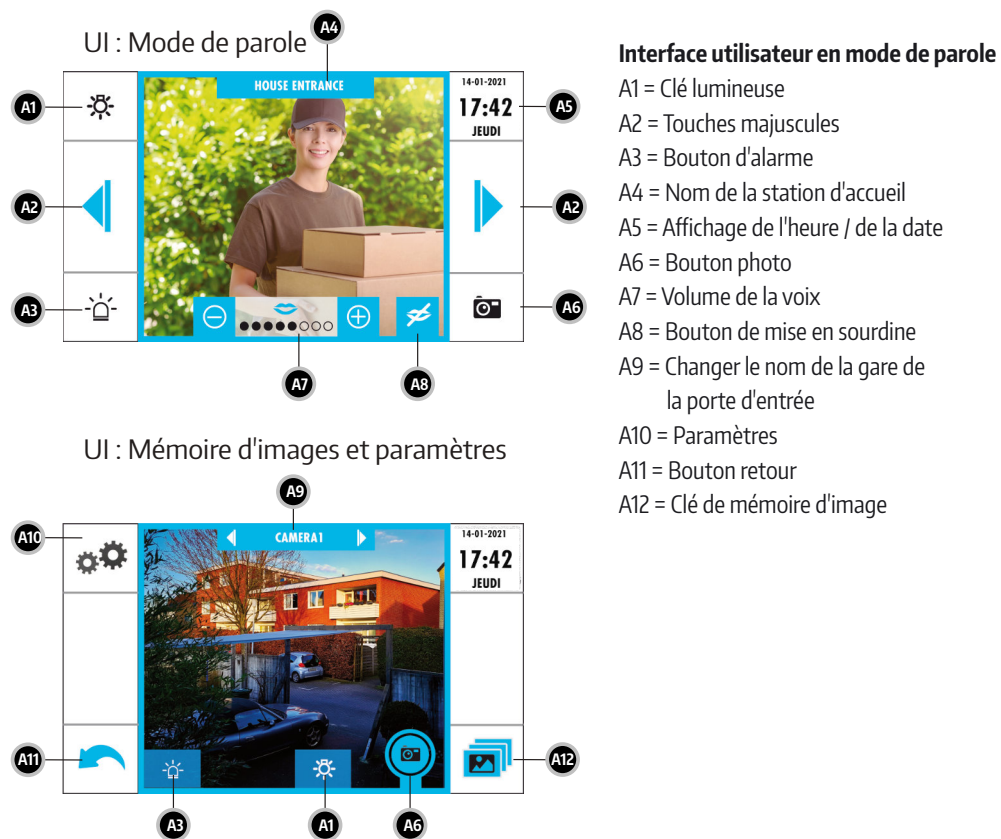 UI : Mode de parole
A4
HOUSE ENTRANCE
14-01-2021
17:42
JEUDI
A1
A5
A2
A2
A3
A6
A7
A8
UI : Mémoire d'images et paramètres
A9
A10
CAMERA1
14-01-2021
17:42
JEUDI
A11
A12
A3
A1
A6
Interface utilisateur en mode de parole
A1 = Clé lumineuse
A2 = Touches majuscules
A3 = Bouton d'alarme
A4 = Nom de la station d'accueil
A5 = Affichage de l'heure / de la date
A6 = Bouton photo
A7 = Volume de la voix
A8 = Bouton de mise en sourdine
A9 = Changer le nom de la gare de
la porte d'entrée
A10 = Paramètres
A11 = Bouton retour
A12 = Clé de mémoire d'image